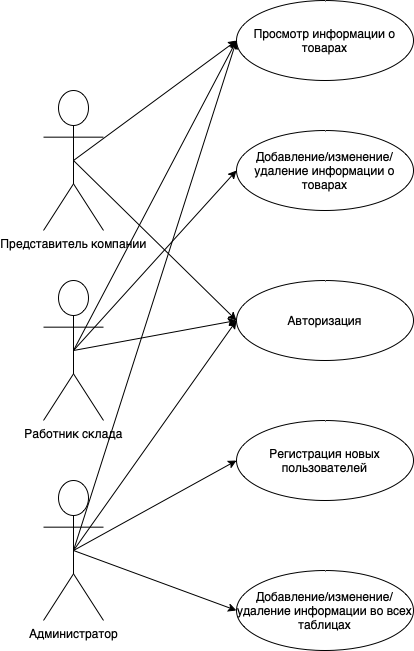 Просмотр информации о
товарах
Добавление/изменение/
удаление информации о
товарах
Представитель компании
Авторизация
Работник склада
Регистрация новых
пользователей
Добавление/изменение/
удаление информации во всех
таблицах
Администратор